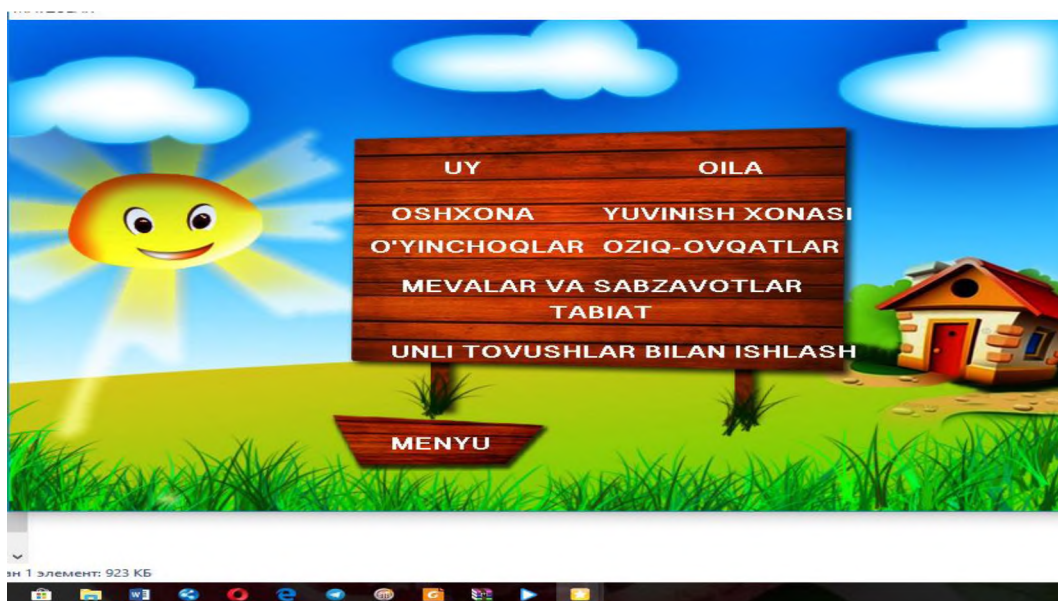 UY OILA
OSHXONA YUVINISH XONASI
O'YINCHOQLAR OZIQ-OVQATLAR
MEVALAR VA SABZAVOTLAR
TABIAT
UNLI TOVUSHLAR BILAN ISHLASH
MENYU
ан 1 элемент: 923 КБ